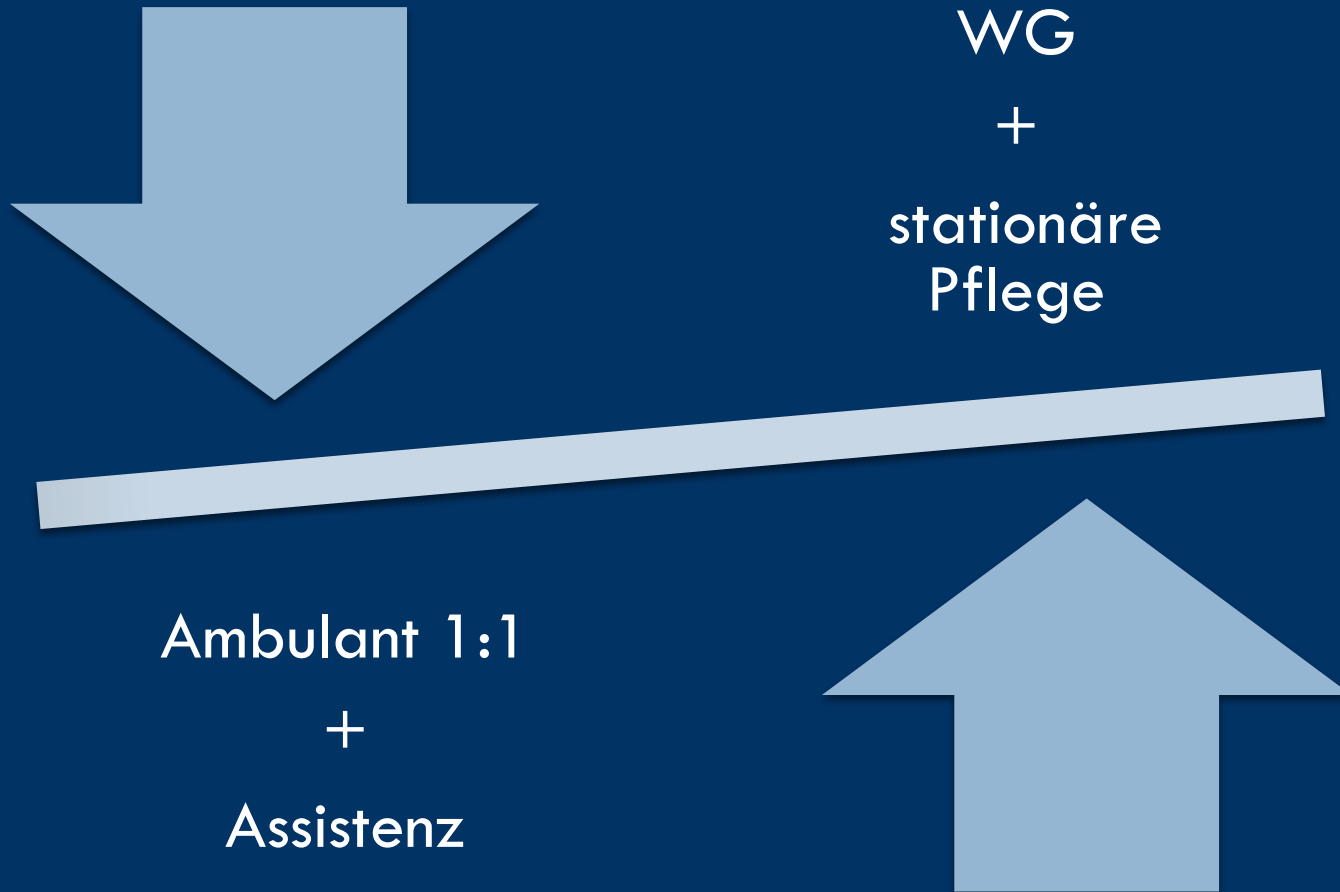 WG
+
stationäre
Pflege
Ambulant 1:1
+
Assistenz